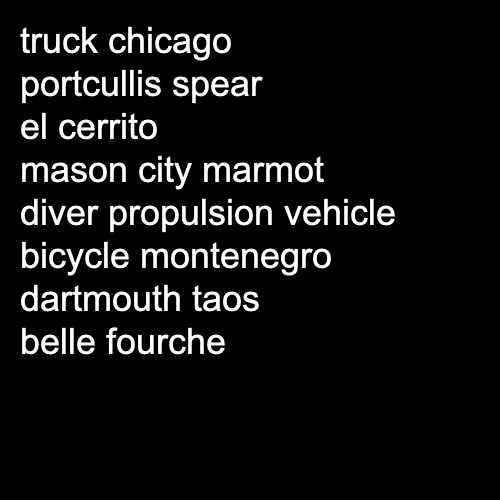 truck chicago
portcullis spear
el cerrito
mason city marmot
diver propulsion vehicle
bicycle montenegro
dartmouth taos
belle fourche